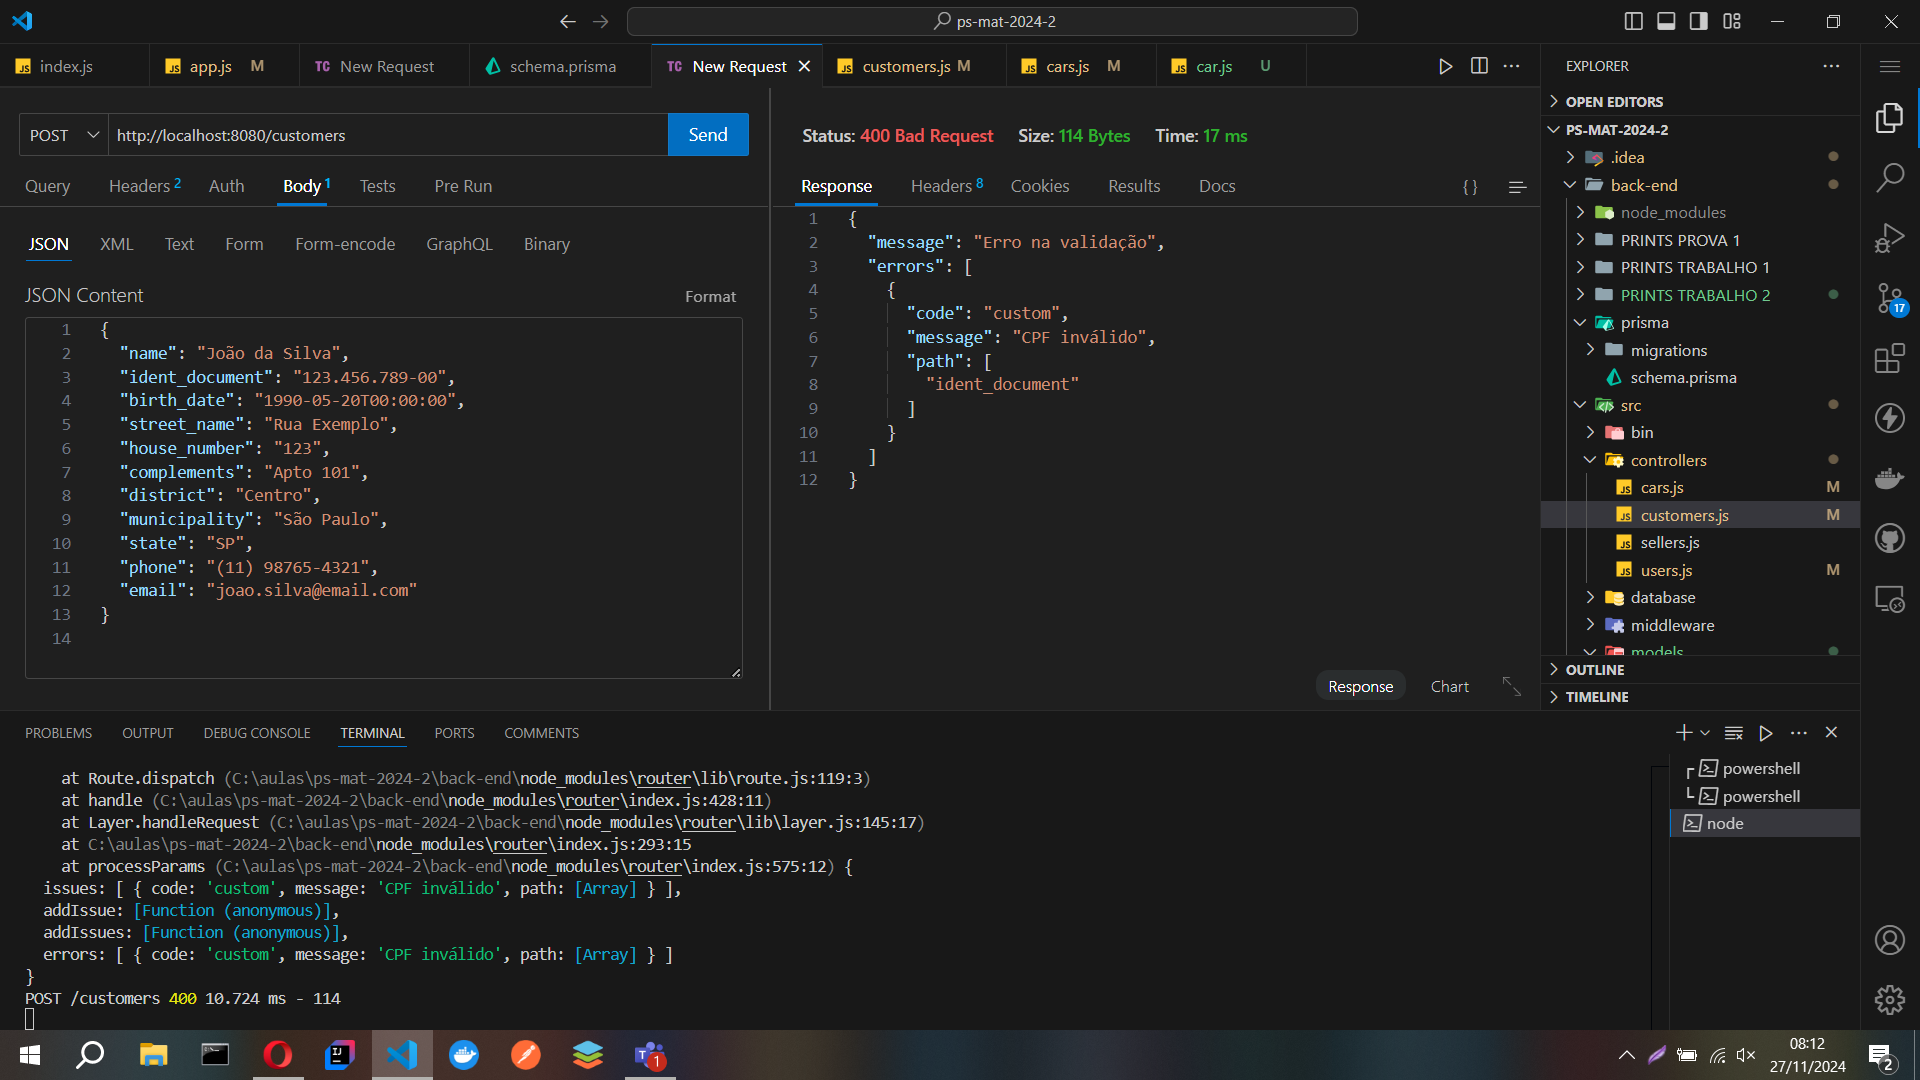 ps-mat-2024-2
index.js
app.js M
New Request
schema.prisma
New Request
customers.js M
cars.js M
car.js U
POST
http://localhost:8080/customers
Send
Query
Headers 2
Auth
Body 1
Tests
Pre Run
JSON
XML
Text
Form
Form-encode
GraphQL
Binary
JSON Content
Format
1 {
2 "name": "João da Silva",
3 "ident_document": "123.456.789-00",
4 "birth_date": "1990-05-20T00:00:00",
5 "street_name": "Rua Exemplo",
6 "house_number": "123",
7 "complements": "Apto 101",
8 "district": "Centro",
9 "municipality": "São Paulo",
10 "state": "SP",
11 "phone": "(11) 98765-4321",
12 "email": "joao.silva@email.com"
13 }
14
Status: 400 Bad Request Size: 114 Bytes Time: 17 ms
Response
Headers 8
Cookies
Results
Docs
{ }
1 {
2 "message": "Erro na validação",
3 "errors": [
4 {
5 "code": "custom",
6 "message": "CPF inválido",
7 "path": [
8 "ident_document"
9 ]
10 }
11 ]
12 }
Response
Chart
EXPLORER
OPEN EDITORS
PS-MAT-2024-2
.idea
back-end
node_modules
PRINTS PROVA 1
PRINTS TRABALHO 1
PRINTS TRABALHO 2
prisma
migrations
schema.prisma
src
bin
controllers
cars.js M
customers.js M
sellers.js
users.js M
database
middleware
models
OUTLINE
TIMELINE
17
PROBLEMS
OUTPUT
DEBUG CONSOLE
TERMINAL
PORTS
COMMENTS
at Route.dispatch (C:\aulas\ps-mat-2024-2\back-end\node_modules\router\lib\route.js:119:3)
at handle (C:\aulas\ps-mat-2024-2\back-end\node_modules\router\index.js:428:11)
at Layer.handleRequest (C:\aulas\ps-mat-2024-2\back-end\node_modules\router\lib\layer.js:145:17)
at C:\aulas\ps-mat-2024-2\back-end\node_modules\router\index.js:293:15
at processParams (C:\aulas\ps-mat-2024-2\back-end\node_modules\router\index.js:575:12) {
issues: [ { code: 'custom', message: 'CPF inválido', path: [Array] } ],
addIssue: [Function (anonymous)],
addIssues: [Function (anonymous)],
errors: [ { code: 'custom', message: 'CPF inválido', path: [Array] } ]
}
POST /customers 400 10.724 ms - 114
powershell
powershell
node
1
08:12
27/11/2024
2